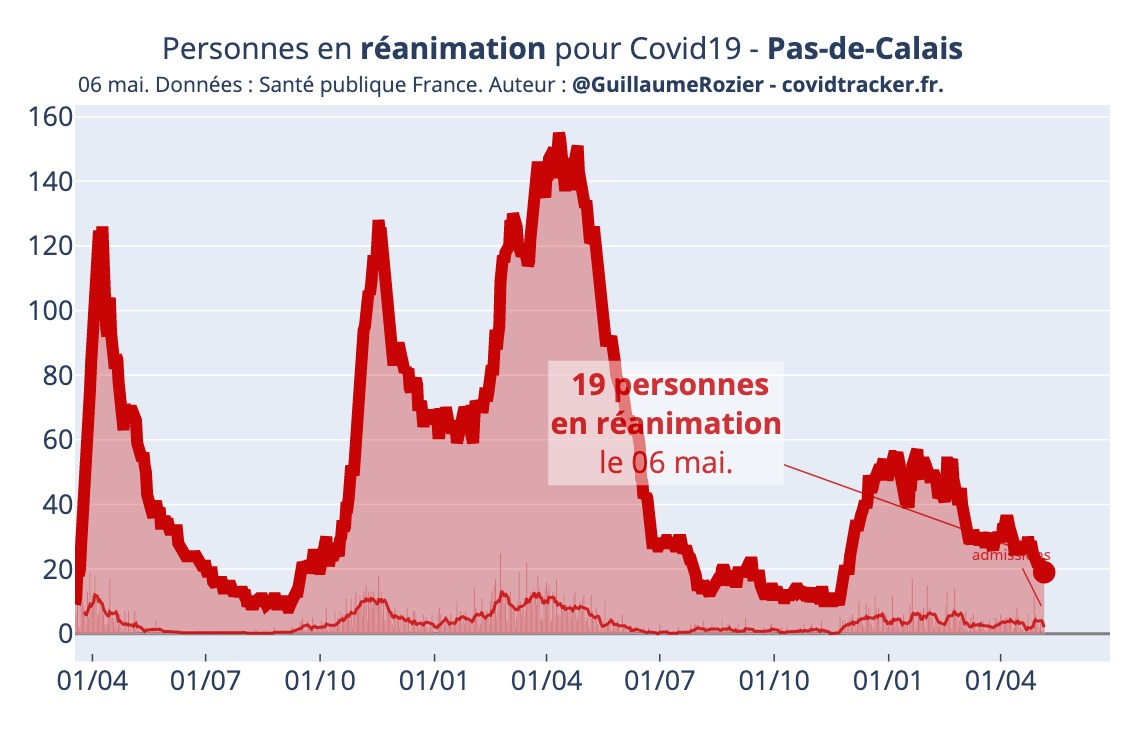 Personnes en réanimation pour Covid19 - Pas-de-Calais
06 mai. Données : Santé publique France. Auteur : @GuillaumeRozier - covidtracker.fr.
160
140
120
100
80
60
40
20
0
19 personnes
en réanimation
le 06 mai.
admissions
01/04 01/07 01/10 01/01 01/04 01/07 01/10 01/01 01/04